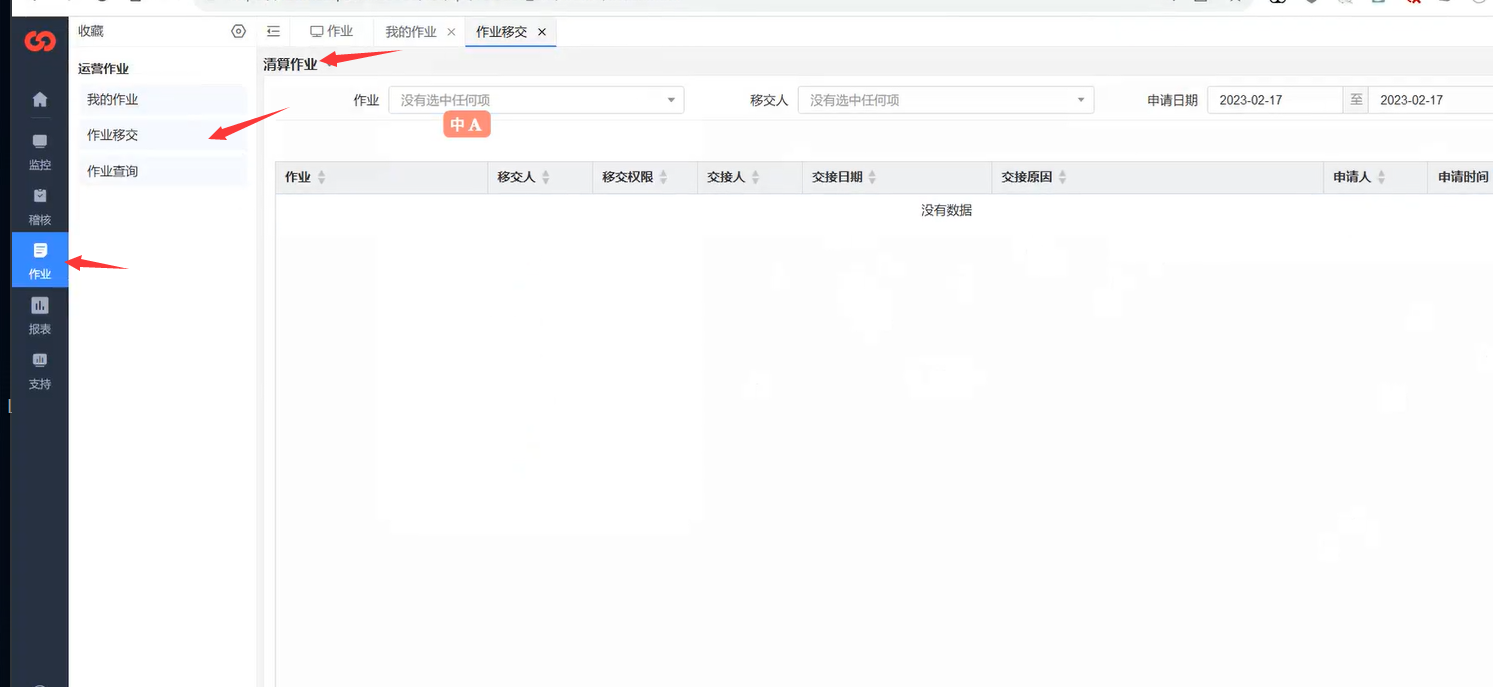 收藏
作业
我的作业
作业移交
运营作业
我的作业
作业移交
作业查询
监控
稽核
作业
报表
支持
清算作业
作业 没有选中任何项 移交人 没有选中任何项 申请日期 2023-02-17 至 2023-02-17
中 A
作业 移交人 移交权限 交接人 交接日期 交接原因 申请人 申请时间
没有数据